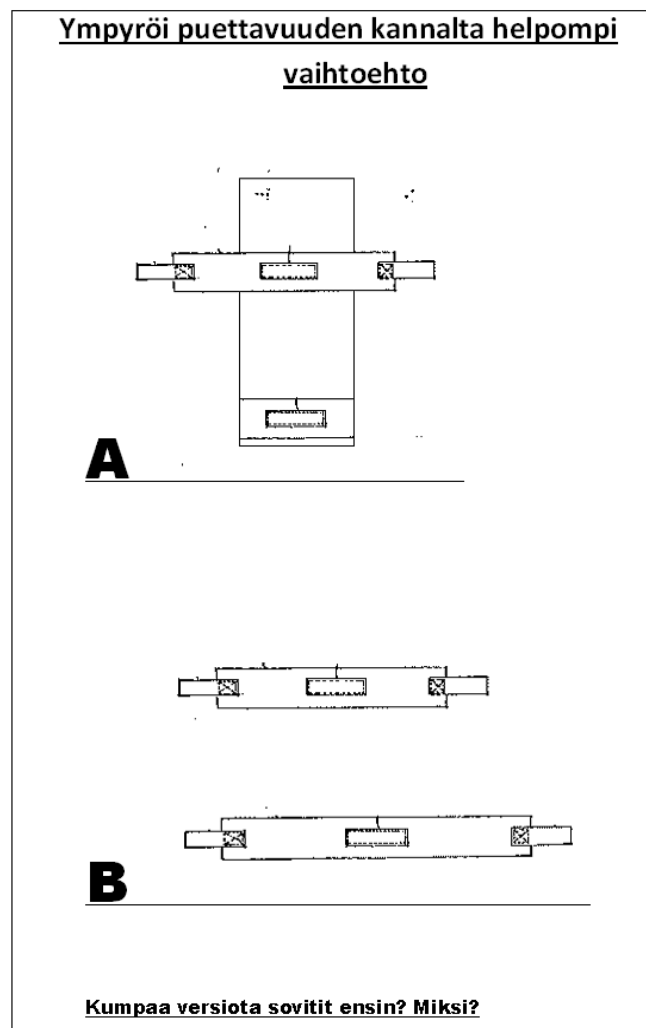 Ympyröi puettavuuden kannalta helpompi
vaihtoehto
A
B
Kumpaa versiota sovitit ensin? Miksi?